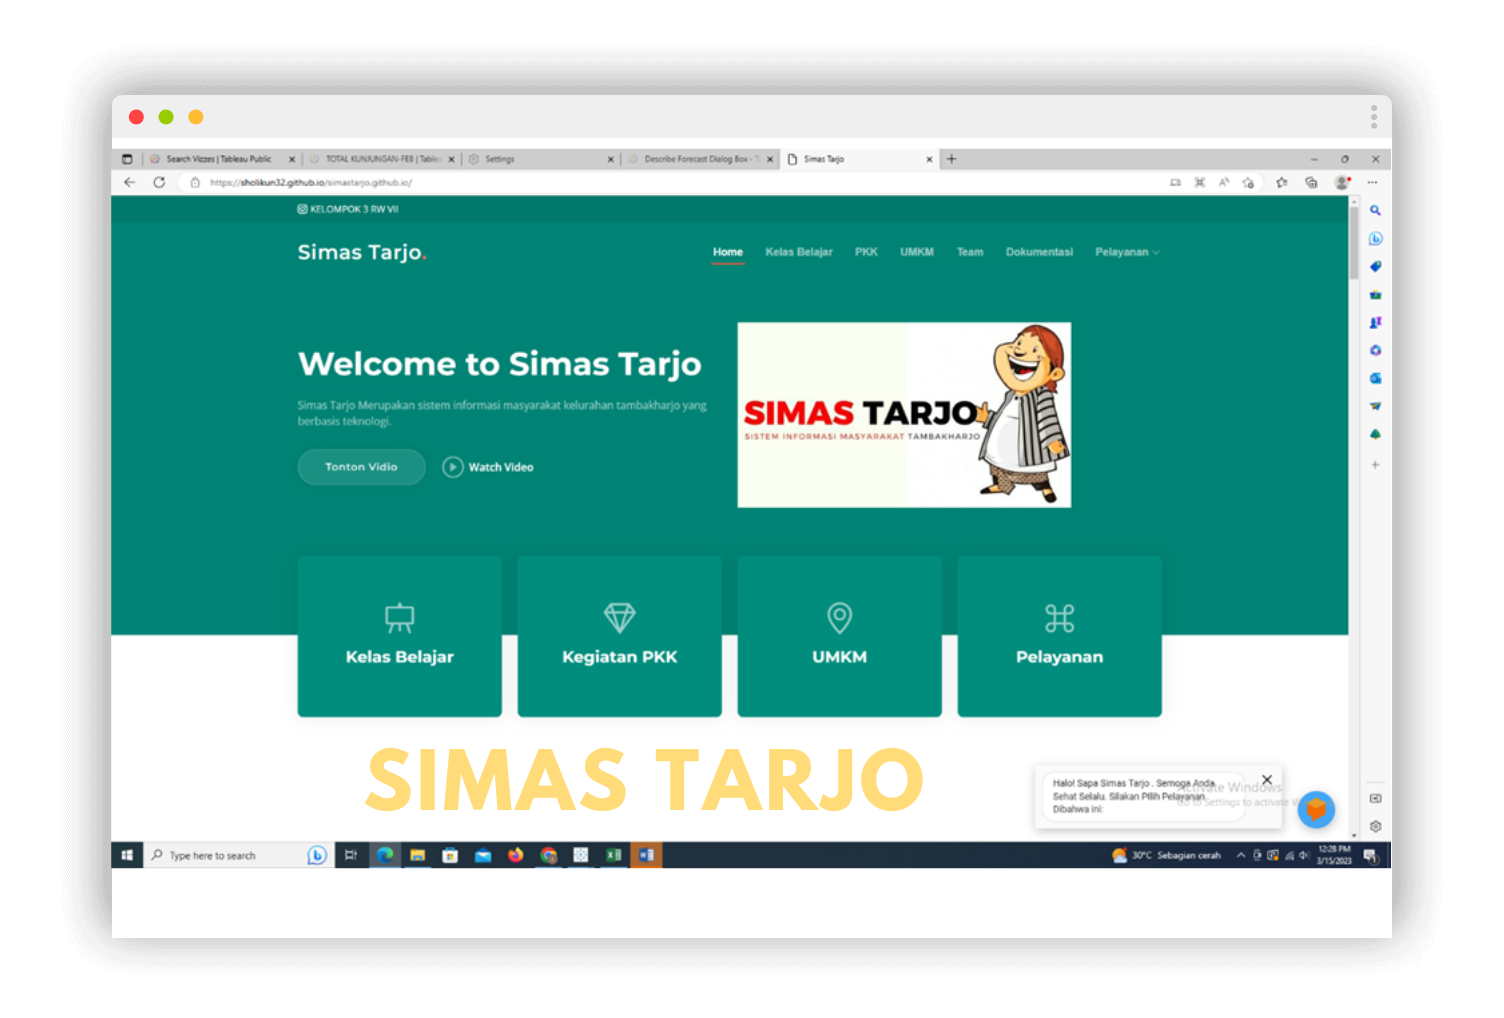 Search Vizzes | Tableau Public
TOTAL KUNJUNGAN-FEB | Tablea
Settings
Describe Forecast Dialog Box - T
Simas Tarjo
https://sholikun32.github.io/simastarjo.github.io/
KELOMPOK 3 RW VII
Simas Tarjo.
Home Kelas Belajar PKK UMKM Team Dokumentasi Pelayanan
Welcome to Simas Tarjo
Simas Tarjo Merupakan sistem informasi masyarakat kelurahan tambakharjo yang
berbasis teknologi.
Tonton Vidio
Watch Video
SIMAS TARJO
SISTEM INFORMASI MASYARAKAT TAMBAKHARJO
Kelas Belajar
Kegiatan PKK
UMKM
Pelayanan
SIMAS TARJO
Halo! Sapa Simas Tarjo . Semoga Anda
Sehat Selalu. Silakan Pilih Pelayanan
Dibahwa ini:
Activate Windows
Go to Settings to activate W
Type here to search
30°C Sebagian cerah
12:28 PM
3/15/2023